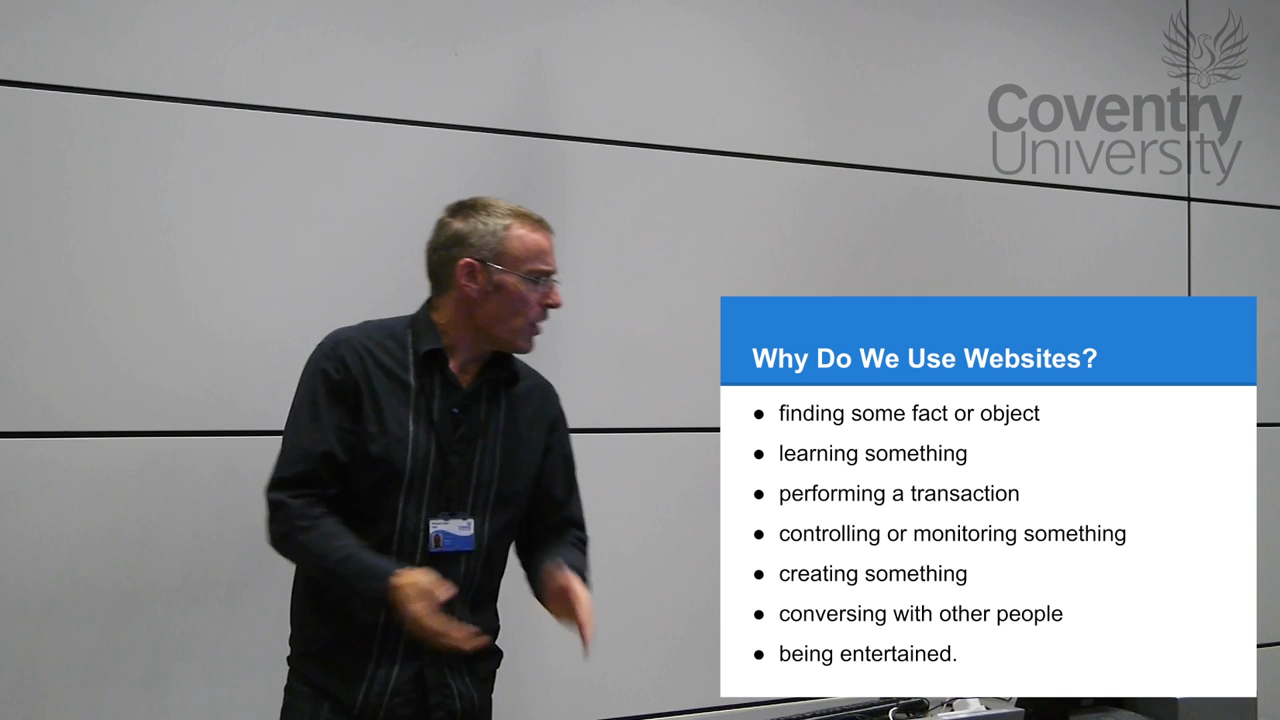 Coventry
University
Why Do We Use Websites?
● finding some fact or object
● learning something
● performing a transaction
● controlling or monitoring something
● creating something
● conversing with other people
● being entertained.